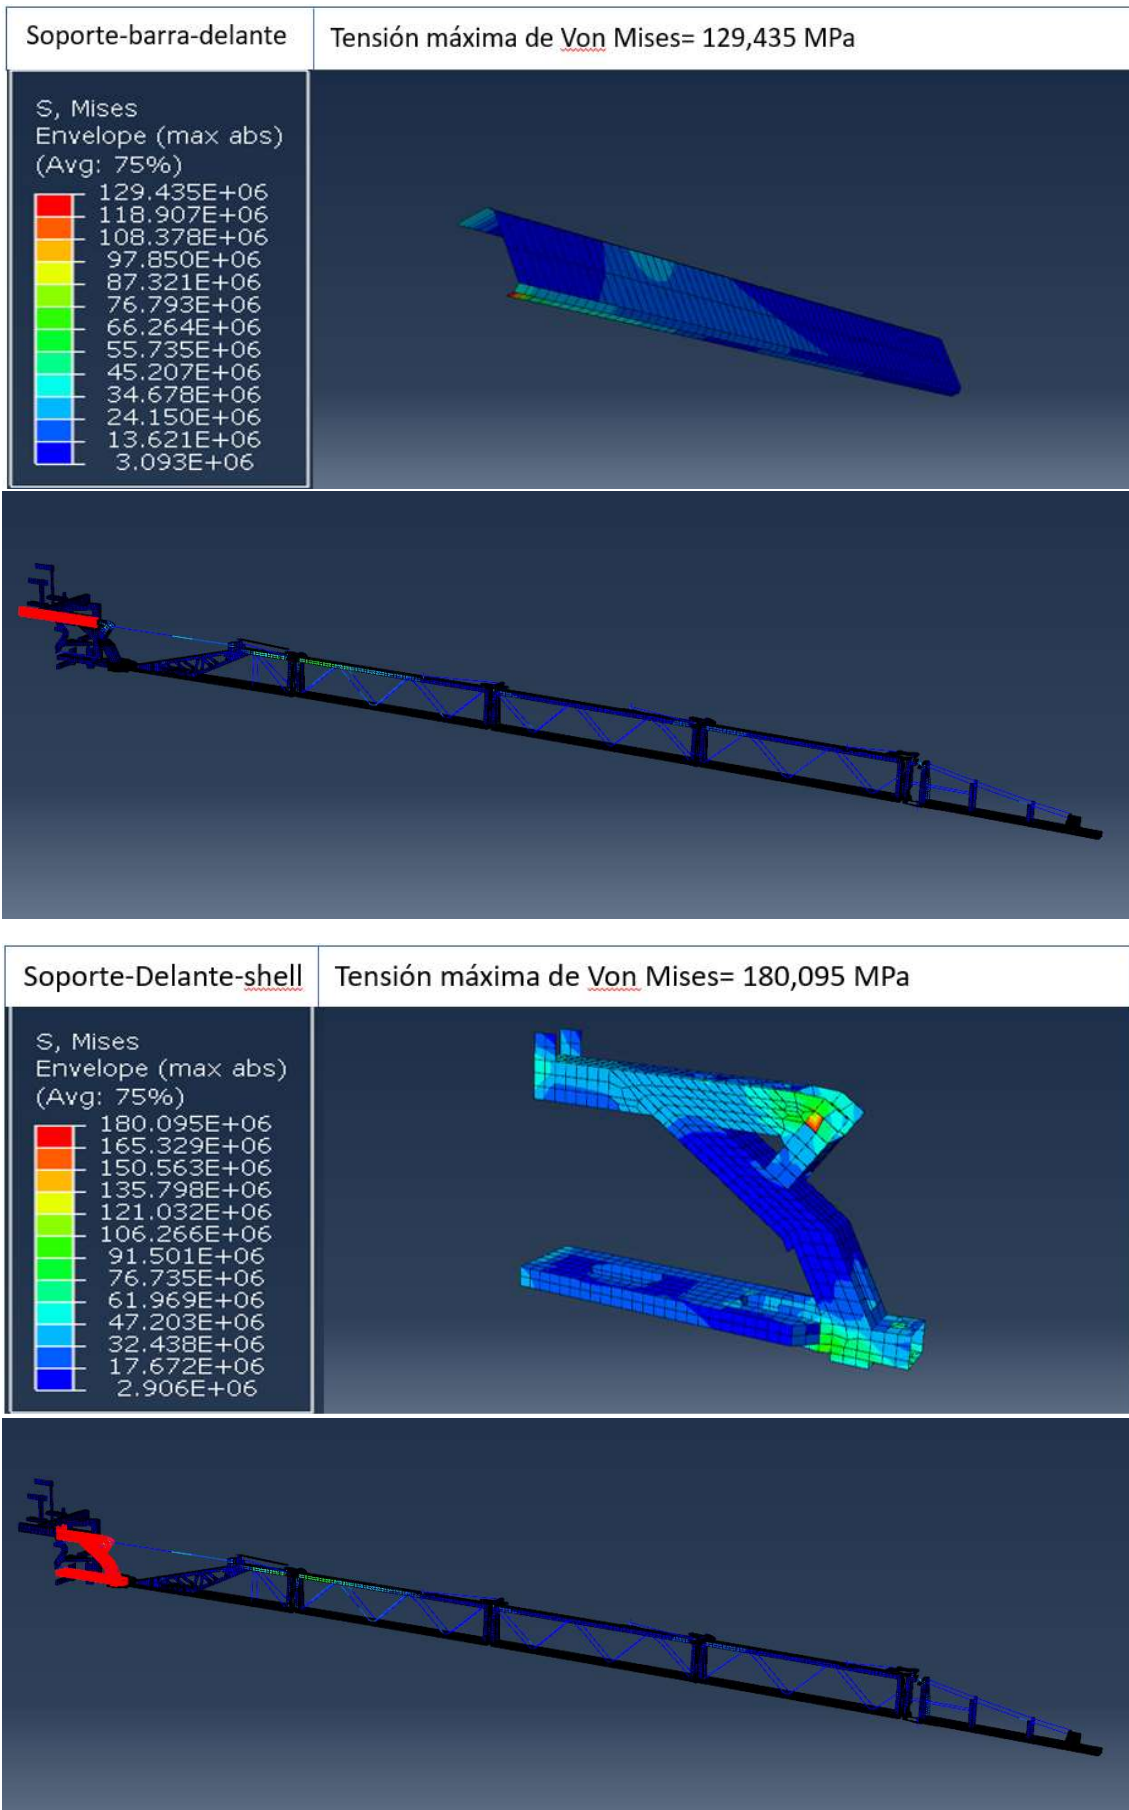 Soporte-barra-delante
Tensión máxima de Von Mises= 129,435 MPa
S, Mises
Envelope (max abs)
(Avg: 75%)
129.435E+06
118.907E+06
108.378E+06
97.850E+06
87.321E+06
76.793E+06
66.264E+06
55.735E+06
45.207E+06
34.678E+06
24.150E+06
13.621E+06
3.093E+06
Soporte-Delante-shell
Tensión máxima de Von Mises= 180,095 MPa
S, Mises
Envelope (max abs)
(Avg: 75%)
180.095E+06
165.329E+06
150.563E+06
135.798E+06
121.032E+06
106.266E+06
91.501E+06
76.735E+06
61.969E+06
47.203E+06
32.438E+06
17.672E+06
2.906E+06